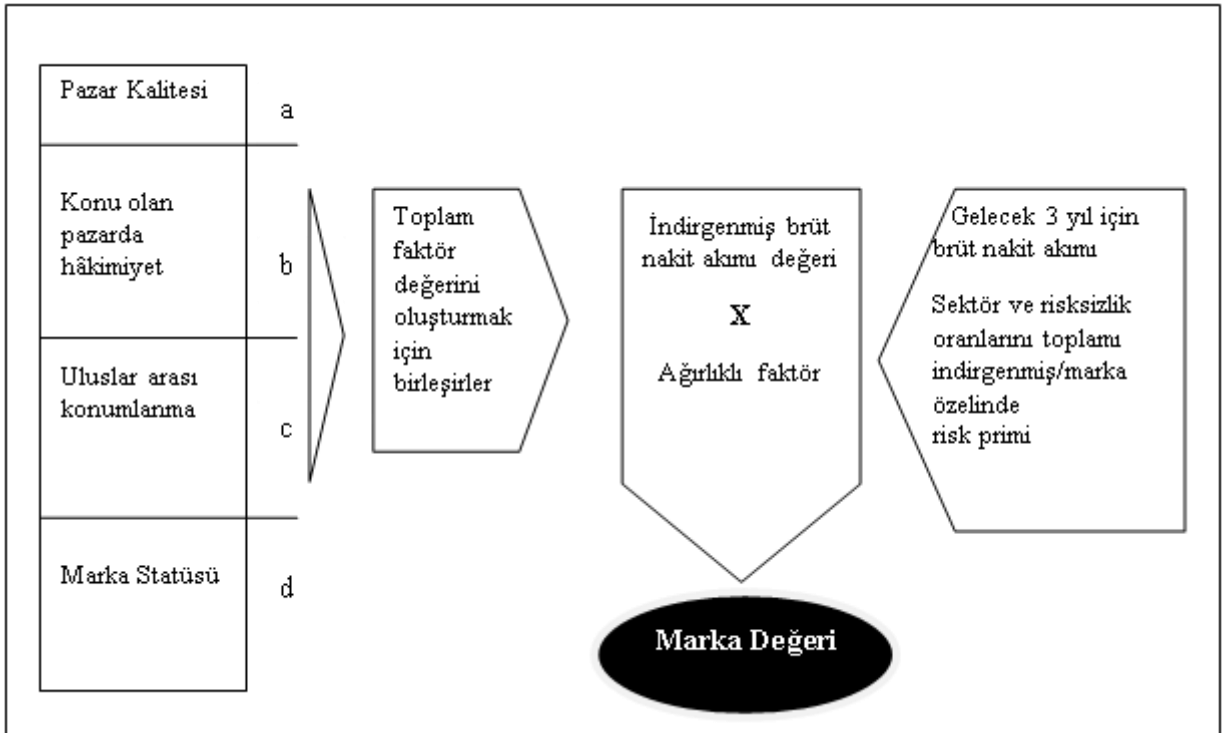 Pazar Kalitesi
a
Konu olan
pazarda
hâkimiyet
b
Uluslar arası
konumlanma
c
Marka Statüsü
d
Toplam
faktör
değerini
oluşturmak
için
birleşirler
İndirgenmiş brüt
nakit akımı değeri
X
Ağırlıklı faktör
Gelecek 3 yıl için
brüt nakit akımı
Sektör ve risksizlik
oranlarını toplamı
indirgenmiş/marka
özelinde
risk primi
Marka Değeri